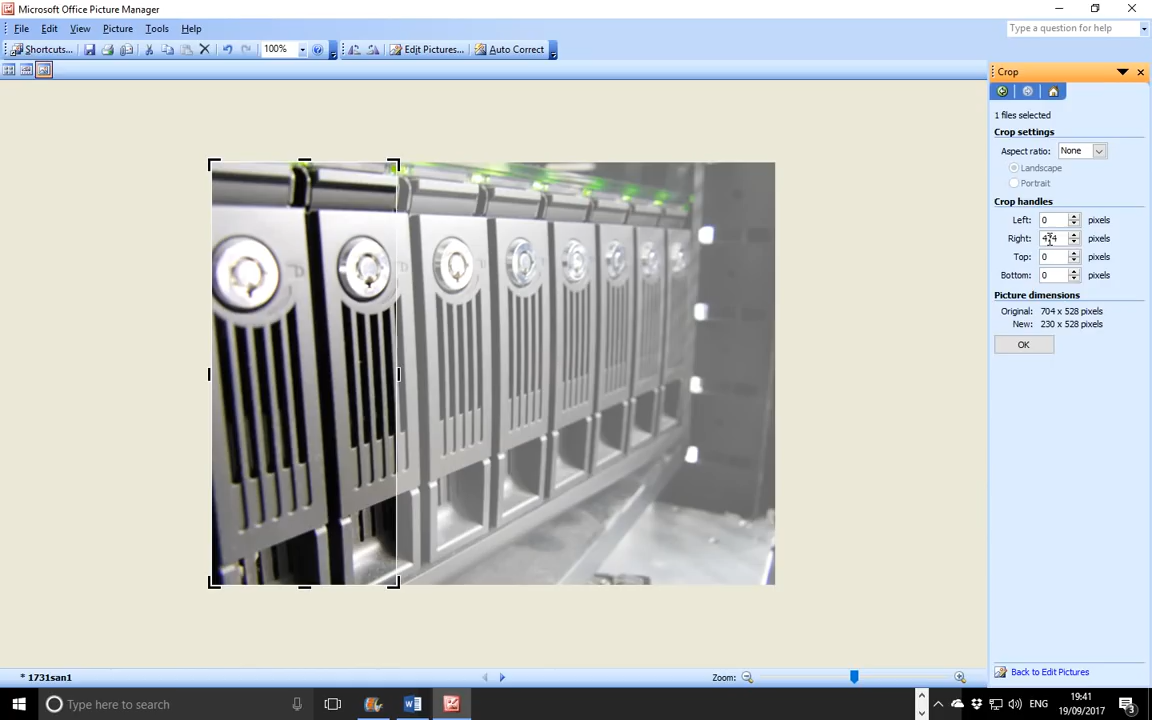 Microsoft Office Picture Manager
File Edit View Picture Tools Help
Type a question for help
Shortcuts... 100% Edit Pictures... Auto Correct
Crop
1 files selected
Crop settings
Aspect ratio: None
Landscape
Portrait
Crop handles
Left: 0 pixels
Right: 474 pixels
Top: 0 pixels
Bottom: 0 pixels
Picture dimensions
Original: 704 x 528 pixels
New: 230 x 528 pixels
OK
Back to Edit Pictures
* 1731san1
Zoom:
Type here to search
ENG
19:41
19/09/2017
3